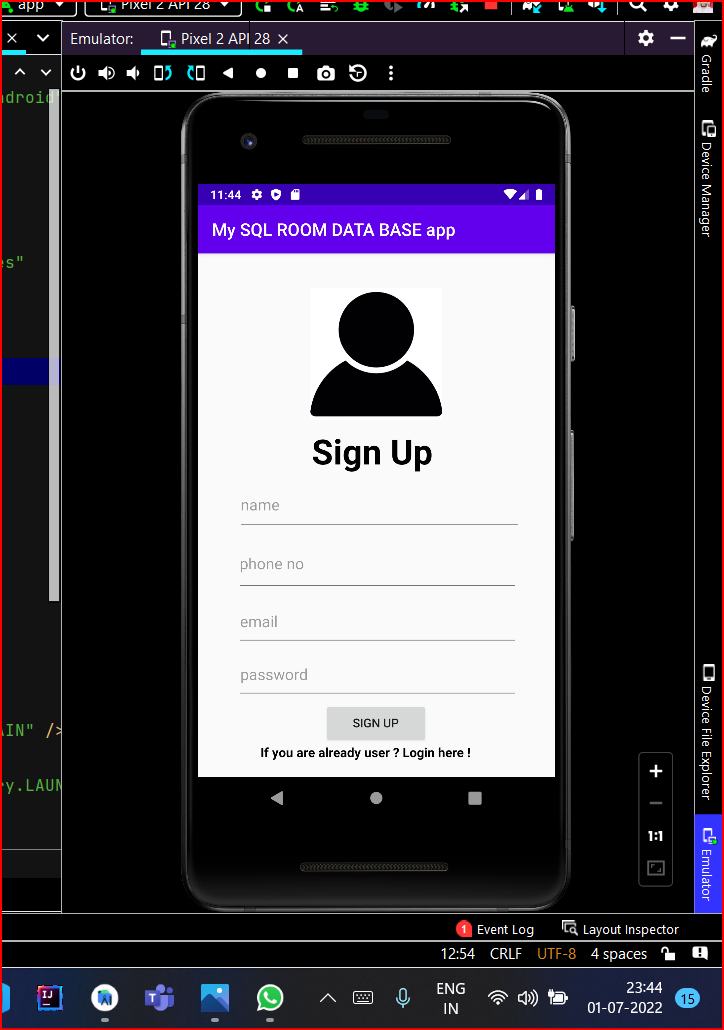 app
Pixel 2 API 28
Emulator:
Pixel 2 API 28
ndroid
es"
AIN" />
ry.LAUN
11:44
My SQL ROOM DATA BASE app
Sign Up
name
phone no
email
password
SIGN UP
If you are already user ? Login here !
1:1
Gradle
Device Manager
Device File Explorer
Emulator
1 Event Log
Layout Inspector
12:54 CRLF UTF-8 4 spaces
IJ
ENG
IN
23:44
01-07-2022
15